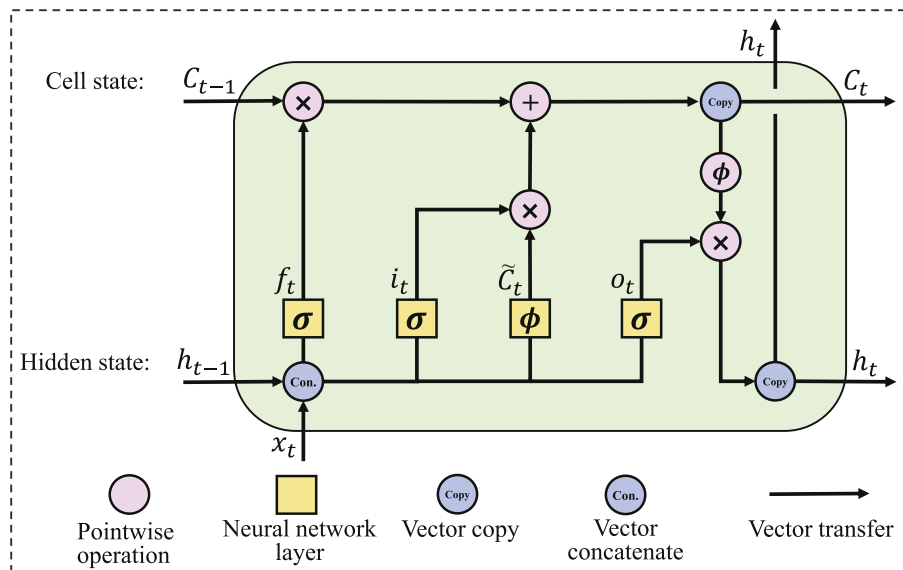 h_t
Cell state: C_{t-1} × + Copy C_t
ϕ
× ×
f_t i_t C̃_t o_t
σ σ ϕ σ
Hidden state: h_{t-1} Con. Copy h_t
x_t
Copy Con.
Pointwise operation
Neural network layer
Vector copy
Vector concatenate
Vector transfer